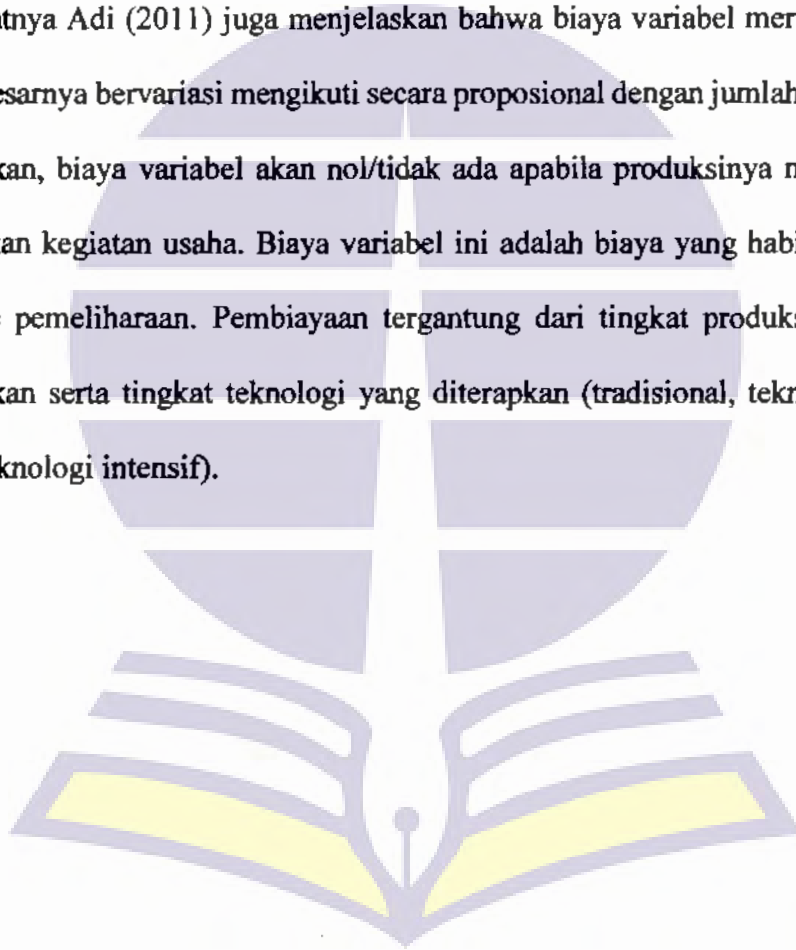 tnya Adi (2011) juga menjelaskan bahwa biaya variabel mer
esarnya bervariasi mengikuti secara proposional dengan jumlah
kan, biaya variabel akan nol/tidak ada apabila produksinya n
kan kegiatan usaha. Biaya variabel ini adalah biaya yang habi
pemeliharaan. Pembiayaan tergantung dari tingkat produks
kan serta tingkat teknologi yang diterapkan (tradisional, tekn
knologi intensif).